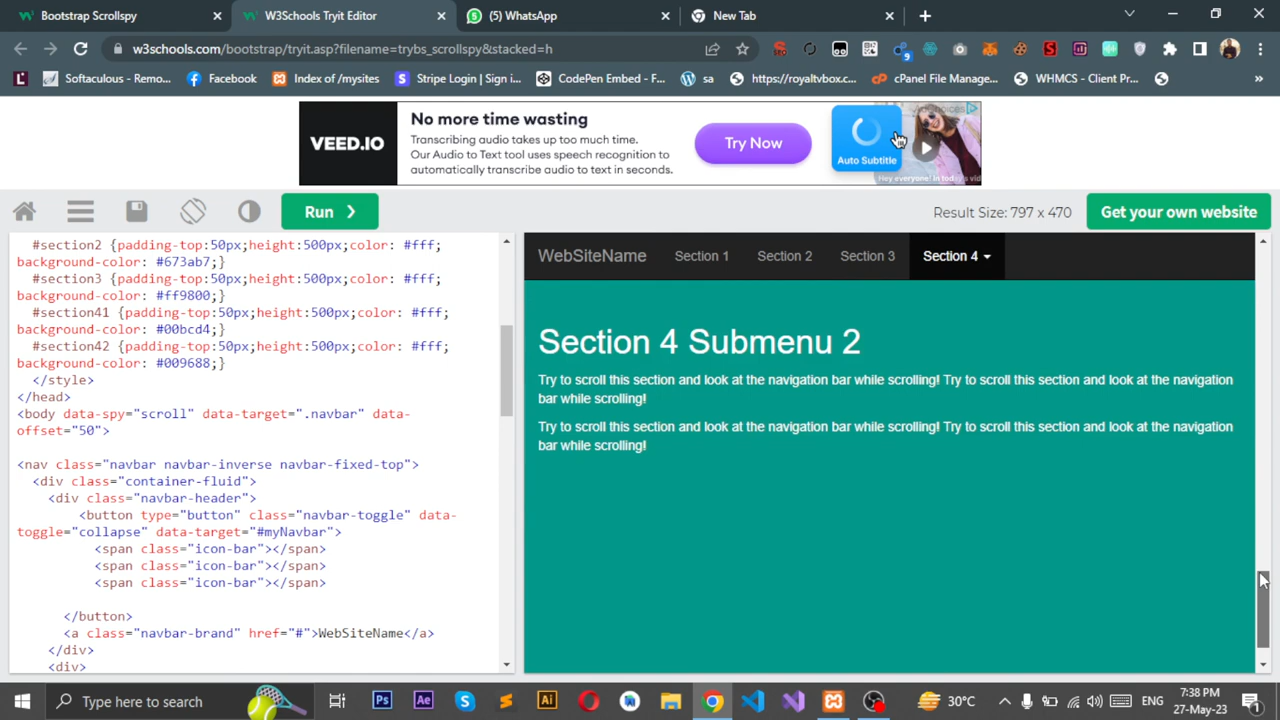 Bootstrap Scrollspy
W3Schools Tryit Editor
(5) WhatsApp
New Tab
w3schools.com/bootstrap/tryit.asp?filename=trybs_scrollspy&stacked=h
9
Softaculous - Remo...
Facebook
Index of /mysites
Stripe Login | Sign i...
CodePen Embed - F...
sa
https://royaltvbox.c...
cPanel File Manage...
WHMCS - Client Pr...
VEED.IO
No more time wasting
Transcribing audio takes up too much time.
Our Audio to Text tool uses speech recognition to
automatically transcribe audio to text in seconds.
Try Now
Auto Subtitle
Hey everyone! In today's vid
Run ❯
Result Size: 797 x 470
Get your own website
#section2 {padding-top:50px;height:500px;color: #fff;
background-color: #673ab7;}
#section3 {padding-top:50px;height:500px;color: #fff;
background-color: #ff9800;}
#section41 {padding-top:50px;height:500px;color: #fff;
background-color: #00bcd4;}
#section42 {padding-top:50px;height:500px;color: #fff;
background-color: #009688;}
</style>
</head>
<body data-spy="scroll" data-target=".navbar" data-
offset="50">
<nav class="navbar navbar-inverse navbar-fixed-top">
<div class="container-fluid">
<div class="navbar-header">
<button type="button" class="navbar-toggle" data-
toggle="collapse" data-target="#myNavbar">
<span class="icon-bar"></span>
<span class="icon-bar"></span>
<span class="icon-bar"></span>
</button>
<a class="navbar-brand" href="#">WebSiteName</a>
</div>
<div>
WebSiteName
Section 1
Section 2
Section 3
Section 4
Section 4 Submenu 2
Try to scroll this section and look at the navigation bar while scrolling! Try to scroll this section and look at the navigation
bar while scrolling!
Try to scroll this section and look at the navigation bar while scrolling! Try to scroll this section and look at the navigation
bar while scrolling!
Type here to search
Ps
Ae
Ai
30°C
ENG
7:38 PM
27-May-23
1